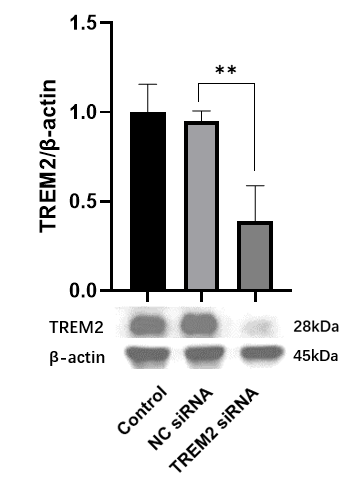 1.5
**
1.0
0.5
0.0
TREM2/β-actin
TREM2 28kDa
β-actin 45kDa
Control
NC siRNA
TREM2 siRNA